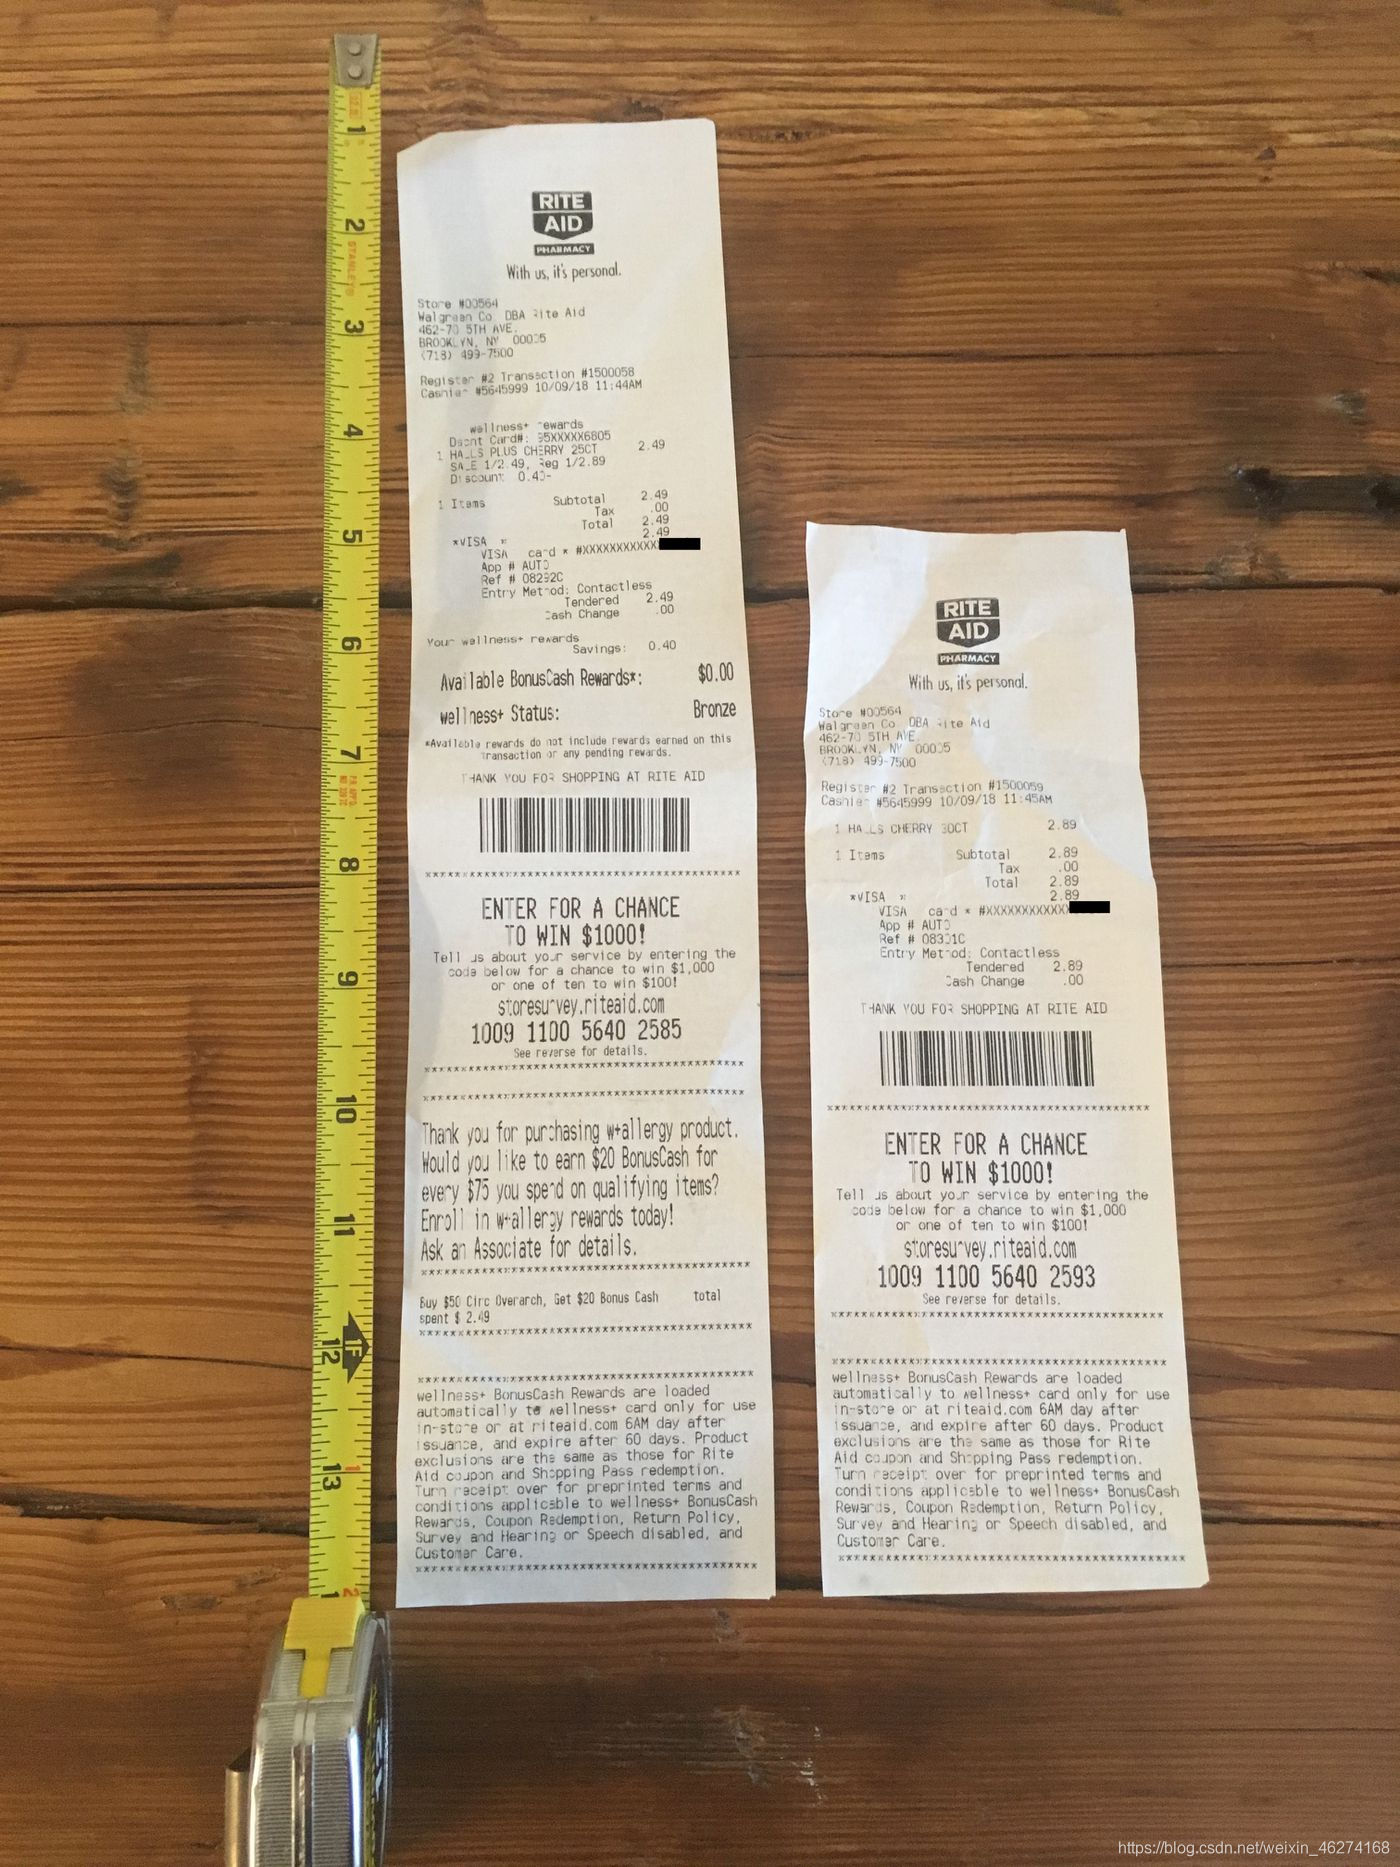 1
2
STANLEY
3
4
5
6
7
8
9
10
11
1F
12
13
1
2
RITE
AID
PHARMACY
With us, it's personal.
Store #00564
Walgreen Co DBA Rite Aid
462-70 5TH AVE.
BROOKLYN, NY
(718) 499-7500
Register #2 Transaction #1500058
Cashier #5645999 10/09/18 11:44AM
wellness+ rewards
Dscnt Card#: 95XXXXX6805
1 HALLS PLUS CHERRY 25CT 2.49
SALE 1/2.49, Reg 1/2.89
Discount 0.40-
1 Items Subtotal 2.49
Tax .00
Total 2.49
*VISA * 2.49
VISA card * #XXXXXXXXXXXX
App # AUTO
Ref # 08292C
Entry Method: Contactless
Tendered 2.49
Cash Change .00
Your wellness+ rewards
Savings: 0.40
Available BonusCash Rewards*: $0.00
wellness+ Status: Bronze
*Available rewards do not include rewards earned on this
transaction or any pending rewards.
THANK YOU FOR SHOPPING AT RITE AID
*****************************************
ENTER FOR A CHANCE
TO WIN $1000!
Tell us about your service by entering the
code below for a chance to win $1,000
or one of ten to win $100!
storesurvey.riteaid.com
1009 1100 5640 2585
See reverse for details.
*****************************************
*****************************************
Thank you for purchasing w+allergy product.
Would you like to earn $20 BonusCash for
every $75 you spend on qualifying items?
Enroll in w+allergy rewards today!
Ask an Associate for details.
*****************************************
Buy $50 Circ Overarch, Get $20 Bonus Cash total
spent $ 2.49
*****************************************
*****************************************
wellness+ BonusCash Rewards are loaded
automatically to wellness+ card only for use
in-store or at riteaid.com 6AM day after
issuance, and expire after 60 days. Product
exclusions are the same as those for Rite
Aid coupon and Shopping Pass redemption.
Turn receipt over for preprinted terms and
conditions applicable to wellness+ BonusCash
Rewards, Coupon Redemption, Return Policy,
Survey and Hearing or Speech disabled, and
Customer Care.
*****************************************
RITE
AID
PHARMACY
With us, it's personal.
Store #00564
Walgreen Co DBA Rite Aid
462-70 5TH AVE.
BROOKLYN, NY
(718) 499-7500
Register #2 Transaction #1500059
Cashier #5645999 10/09/18 11:45AM
1 HALLS CHERRY 30CT 2.89
1 Items Subtotal 2.89
Tax .00
Total 2.89
*VISA * 2.89
VISA card * #XXXXXXXXXXXX
App # AUTO
Ref # 08301C
Entry Method: Contactless
Tendered 2.89
Cash Change .00
THANK YOU FOR SHOPPING AT RITE AID
*****************************************
ENTER FOR A CHANCE
TO WIN $1000!
Tell us about your service by entering the
code below for a chance to win $1,000
or one of ten to win $100!
storesurvey.riteaid.com
1009 1100 5640 2593
See reverse for details.
*****************************************
*****************************************
wellness+ BonusCash Rewards are loaded
automatically to wellness+ card only for use
in-store or at riteaid.com 6AM day after
issuance, and expire after 60 days. Product
exclusions are the same as those for Rite
Aid coupon and Shopping Pass redemption.
Turn receipt over for preprinted terms and
conditions applicable to wellness+ BonusCash
Rewards, Coupon Redemption, Return Policy,
Survey and Hearing or Speech disabled, and
Customer Care.
*****************************************
https://blog.csdn.net/weixin_46274168